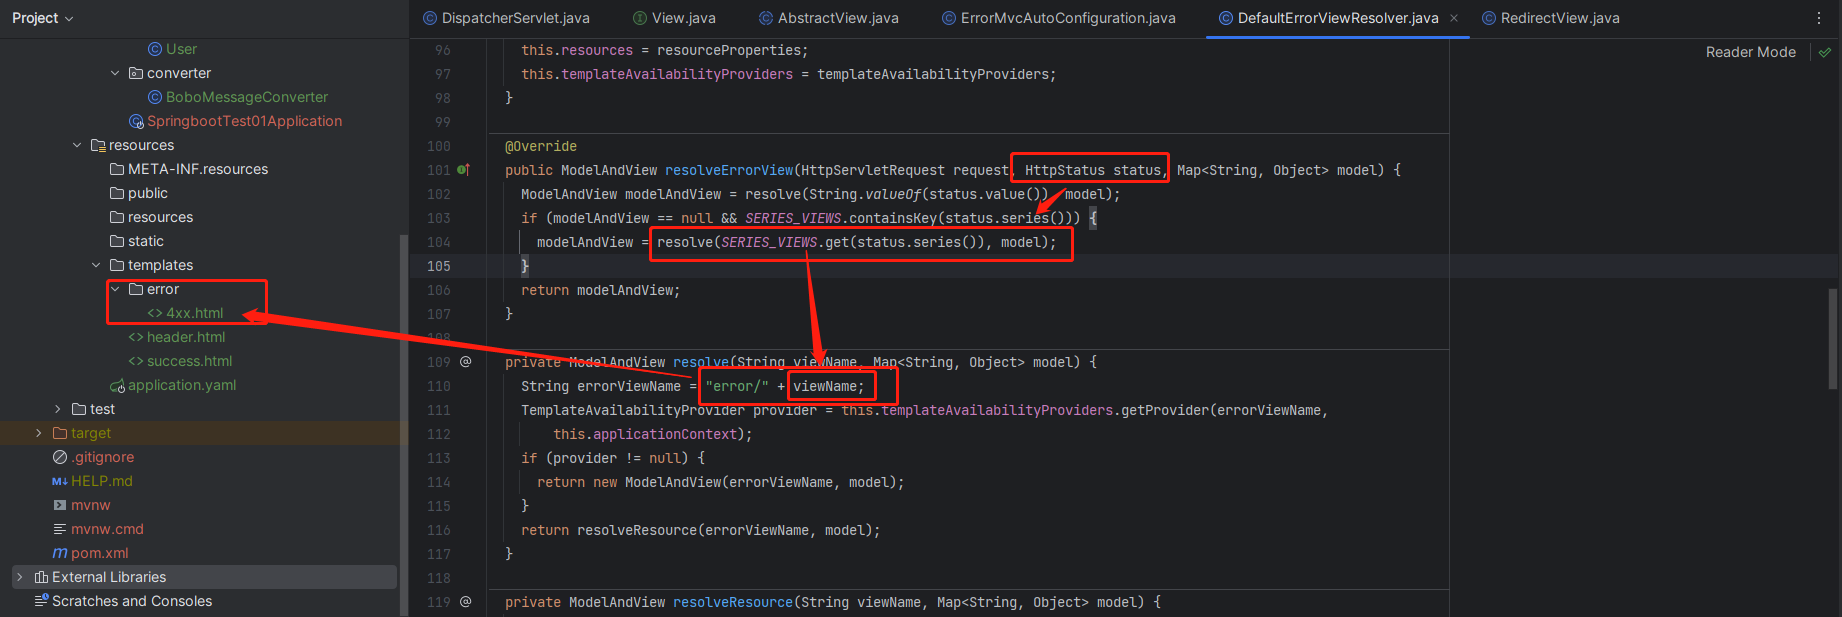 Project
DispatcherServlet.java View.java AbstractView.java ErrorMvcAutoConfiguration.java DefaultErrorViewResolver.java RedirectView.java
User
converter
BoboMessageConverter
SpringbootTest01Application
resources
META-INF.resources
public
resources
static
templates
error
4xx.html
header.html
success.html
application.yaml
test
target
.gitignore
HELP.md
mvnw
mvnw.cmd
pom.xml
External Libraries
Scratches and Consoles
Reader Mode
96 this.resources = resourceProperties;
97 this.templateAvailabilityProviders = templateAvailabilityProviders;
98 }
99
100 @Override
101 public ModelAndView resolveErrorView(HttpServletRequest request, HttpStatus status, Map<String, Object> model) {
102 ModelAndView modelAndView = resolve(String.valueOf(status.value()), model);
103 if (modelAndView == null && SERIES_VIEWS.containsKey(status.series())) {
104 modelAndView = resolve(SERIES_VIEWS.get(status.series()), model);
105 }
106 return modelAndView;
107 }
108
109 private ModelAndView resolve(String viewName, Map<String, Object> model) {
110 String errorViewName = "error/" + viewName;
111 TemplateAvailabilityProvider provider = this.templateAvailabilityProviders.getProvider(errorViewName,
112 this.applicationContext);
113 if (provider != null) {
114 return new ModelAndView(errorViewName, model);
115 }
116 return resolveResource(errorViewName, model);
117 }
118
119 private ModelAndView resolveResource(String viewName, Map<String, Object> model) {